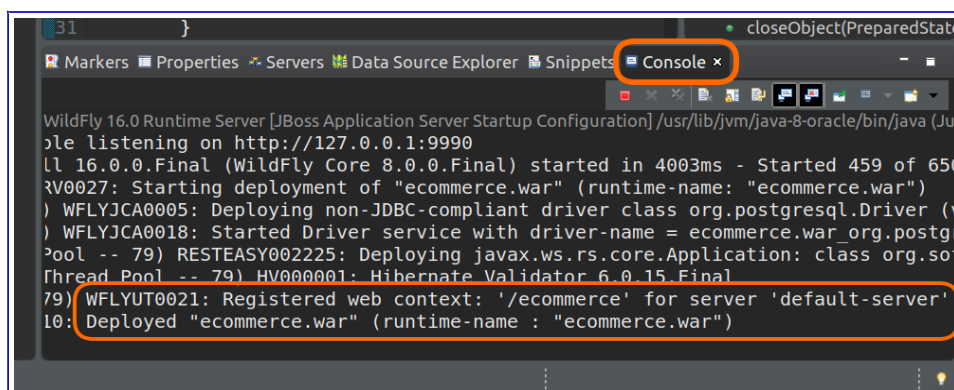 31 }
closeObject(PreparedState
Markers Properties Servers Data Source Explorer Snippets Console ×
WildFly 16.0 Runtime Server [JBoss Application Server Startup Configuration] /usr/lib/jvm/java-8-oracle/bin/java (Ju
ole listening on http://127.0.0.1:9990
ll 16.0.0.Final (WildFly Core 8.0.0.Final) started in 4003ms - Started 459 of 650
RV0027: Starting deployment of "ecommerce.war" (runtime-name: "ecommerce.war")
) WFLYJCA0005: Deploying non-JDBC-compliant driver class org.postgresql.Driver (v
) WFLYJCA0018: Started Driver service with driver-name = ecommerce.war_org.postgr
Pool -- 79) RESTEASY002225: Deploying javax.ws.rs.core.Application: class org.sof
Thread Pool -- 79) HV000001: Hibernate Validator 6.0.15.Final
79) WFLYUT0021: Registered web context: '/ecommerce' for server 'default-server'
10: Deployed "ecommerce.war" (runtime-name : "ecommerce.war")